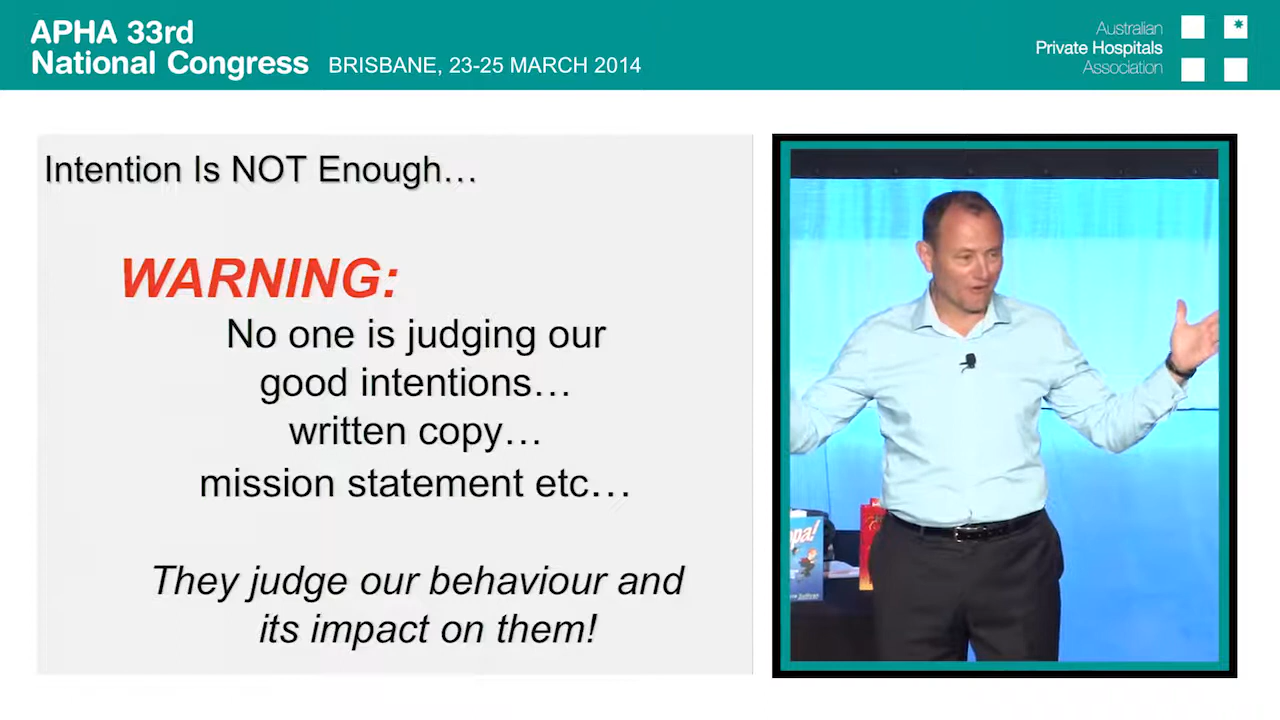 APHA 33rd
National Congress BRISBANE, 23-25 MARCH 2014
Australian
Private Hospitals
Association
Intention Is NOT Enough…
WARNING:
No one is judging our
good intentions…
written copy…
mission statement etc…
They judge our behaviour and
its impact on them!